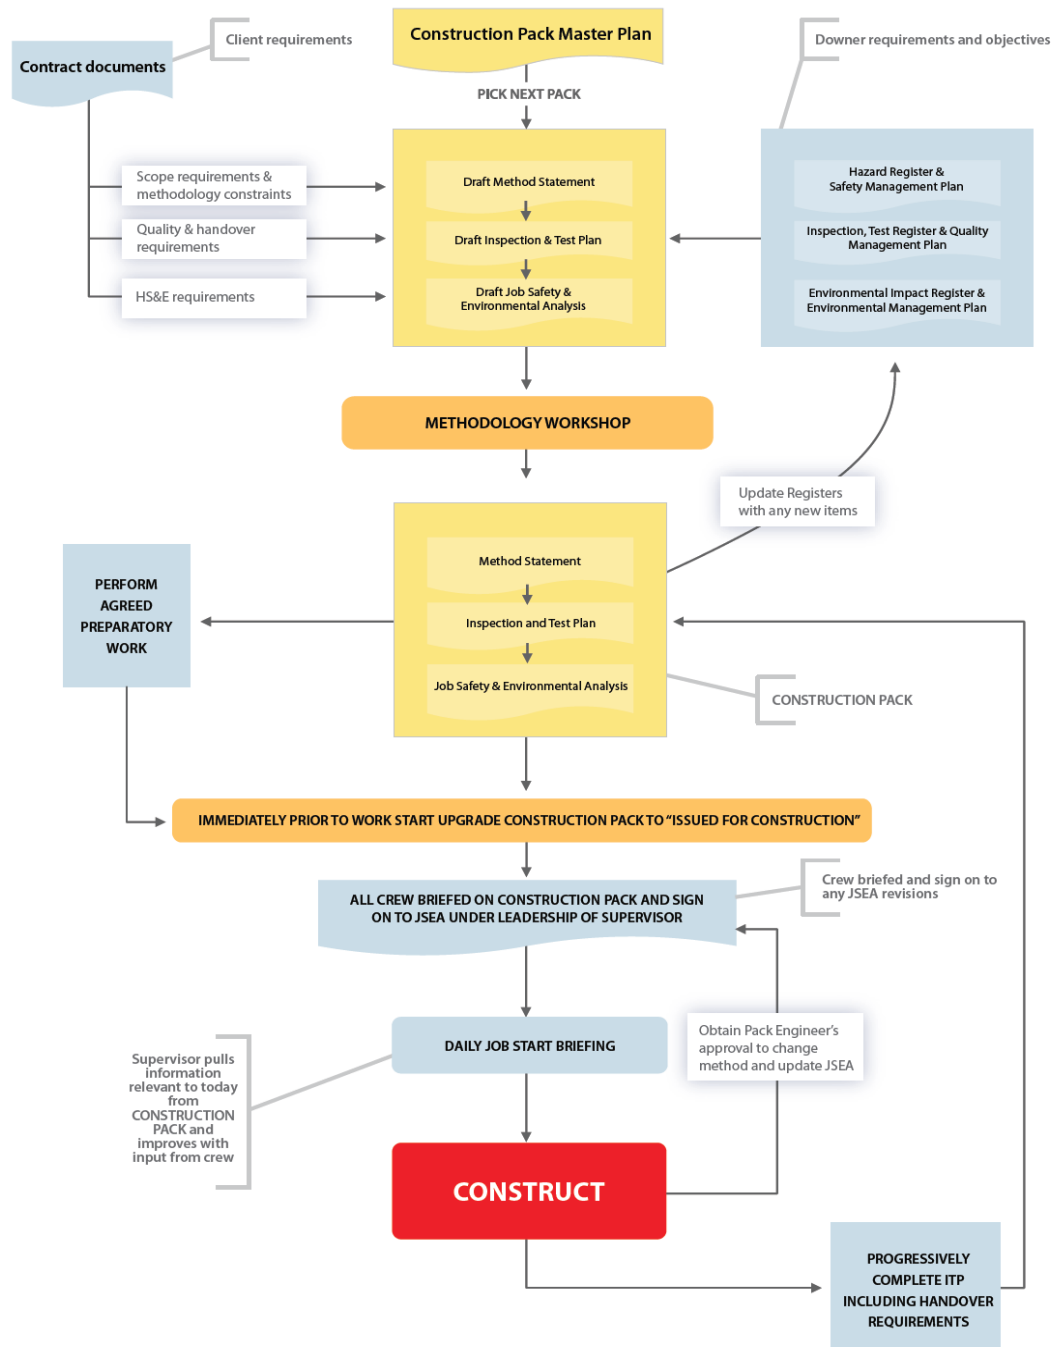 Construction Pack Master Plan
Client requirements
Downer requirements and objectives
Contract documents
PICK NEXT PACK
Scope requirements &
methodology constraints
Quality & handover
requirements
HS&E requirements
Draft Method Statement
Draft Inspection & Test Plan
Draft Job Safety &
Environmental Analysis
Hazard Register &
Safety Management Plan
Inspection, Test Register & Quality
Management Plan
Environmental Impact Register &
Environmental Management Plan
METHODOLOGY WORKSHOP
Update Registers
with any new items
PERFORM
AGREED
PREPARATORY
WORK
Method Statement
Inspection and Test Plan
Job Safety & Environmental Analysis
CONSTRUCTION PACK
IMMEDIATELY PRIOR TO WORK START UPGRADE CONSTRUCTION PACK TO “ISSUED FOR CONSTRUCTION”
ALL CREW BRIEFED ON CONSTRUCTION PACK AND SIGN
ON TO JSEA UNDER LEADERSHIP OF SUPERVISOR
Crew briefed and sign on to
any JSEA revisions
Obtain Pack Engineer’s
approval to change
method and update JSEA
DAILY JOB START BRIEFING
Supervisor pulls
information
relevant to today
from
CONSTRUCTION
PACK and
improves with
input from crew
CONSTRUCT
PROGRESSIVELY
COMPLETE ITP
INCLUDING HANDOVER
REQUIREMENTS